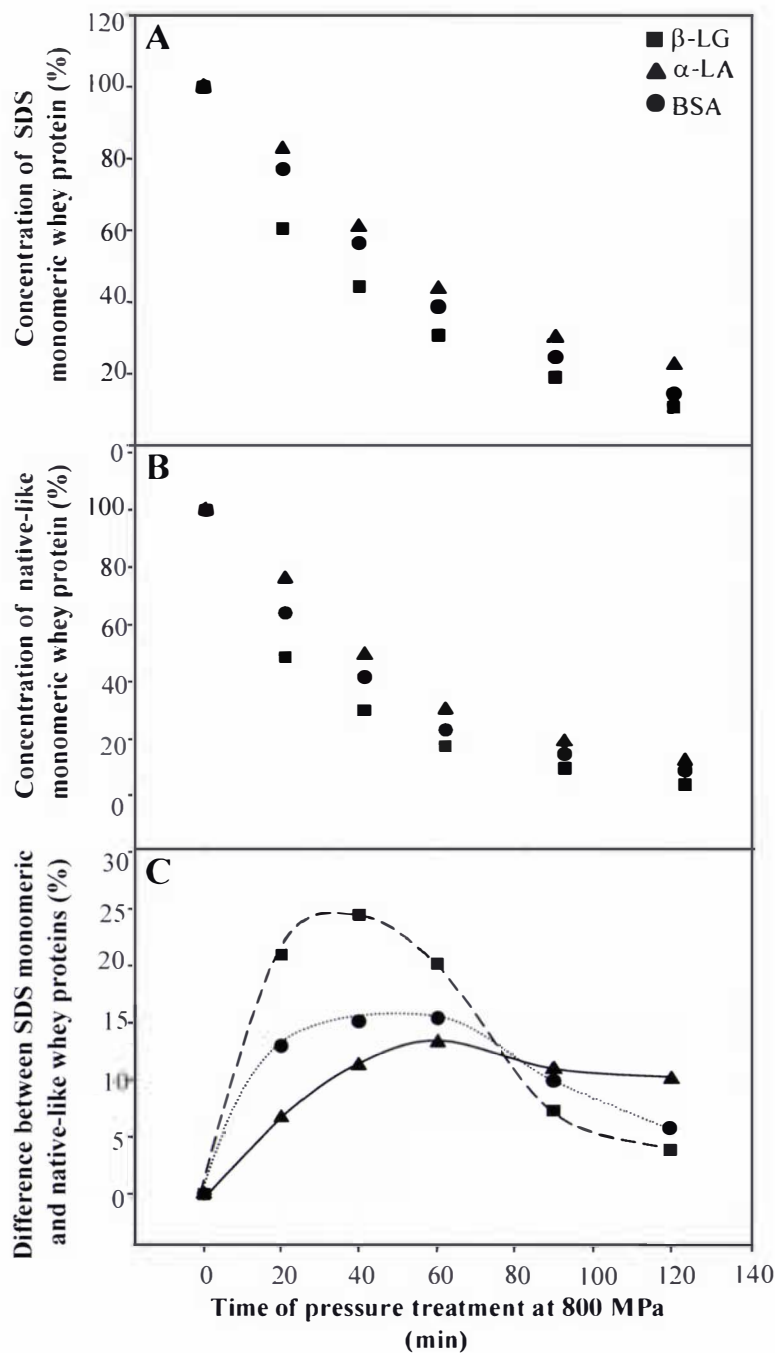 A
β-LG
α-LA
BSA
120
100
80
60
40
20
0
Concentration of SDS
monomeric whey protein (%)
B
100
80
60
40
20
0
Concentration of native-like
monomeric whey protein (%)
C
30
25
20
15
10
5
0
Difference between SDS monomeric
and native-like whey proteins (%)
0 20 40 60 80 100 120 140
Time of pressure treatment at 800 MPa
(min)